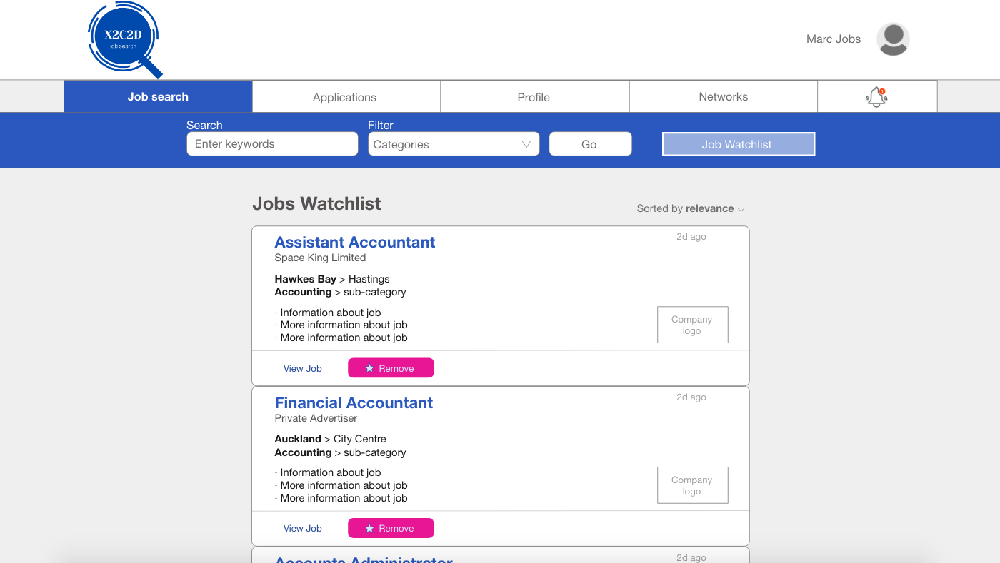 X2C2D
job search
Marc Jobs
Job search
Applications
Profile
Networks
1
Search
Filter
Enter keywords
Categories
Go
Job Watchlist
Jobs Watchlist
Sorted by relevance
Assistant Accountant
2d ago
Space King Limited
Hawkes Bay > Hastings
Accounting > sub-category
· Information about job
· More information about job
· More information about job
Company
logo
View Job
Remove
Financial Accountant
2d ago
Private Advertiser
Auckland > City Centre
Accounting > sub-category
· Information about job
· More information about job
· More information about job
Company
logo
View Job
Remove
Accounts Administrator
2d ago